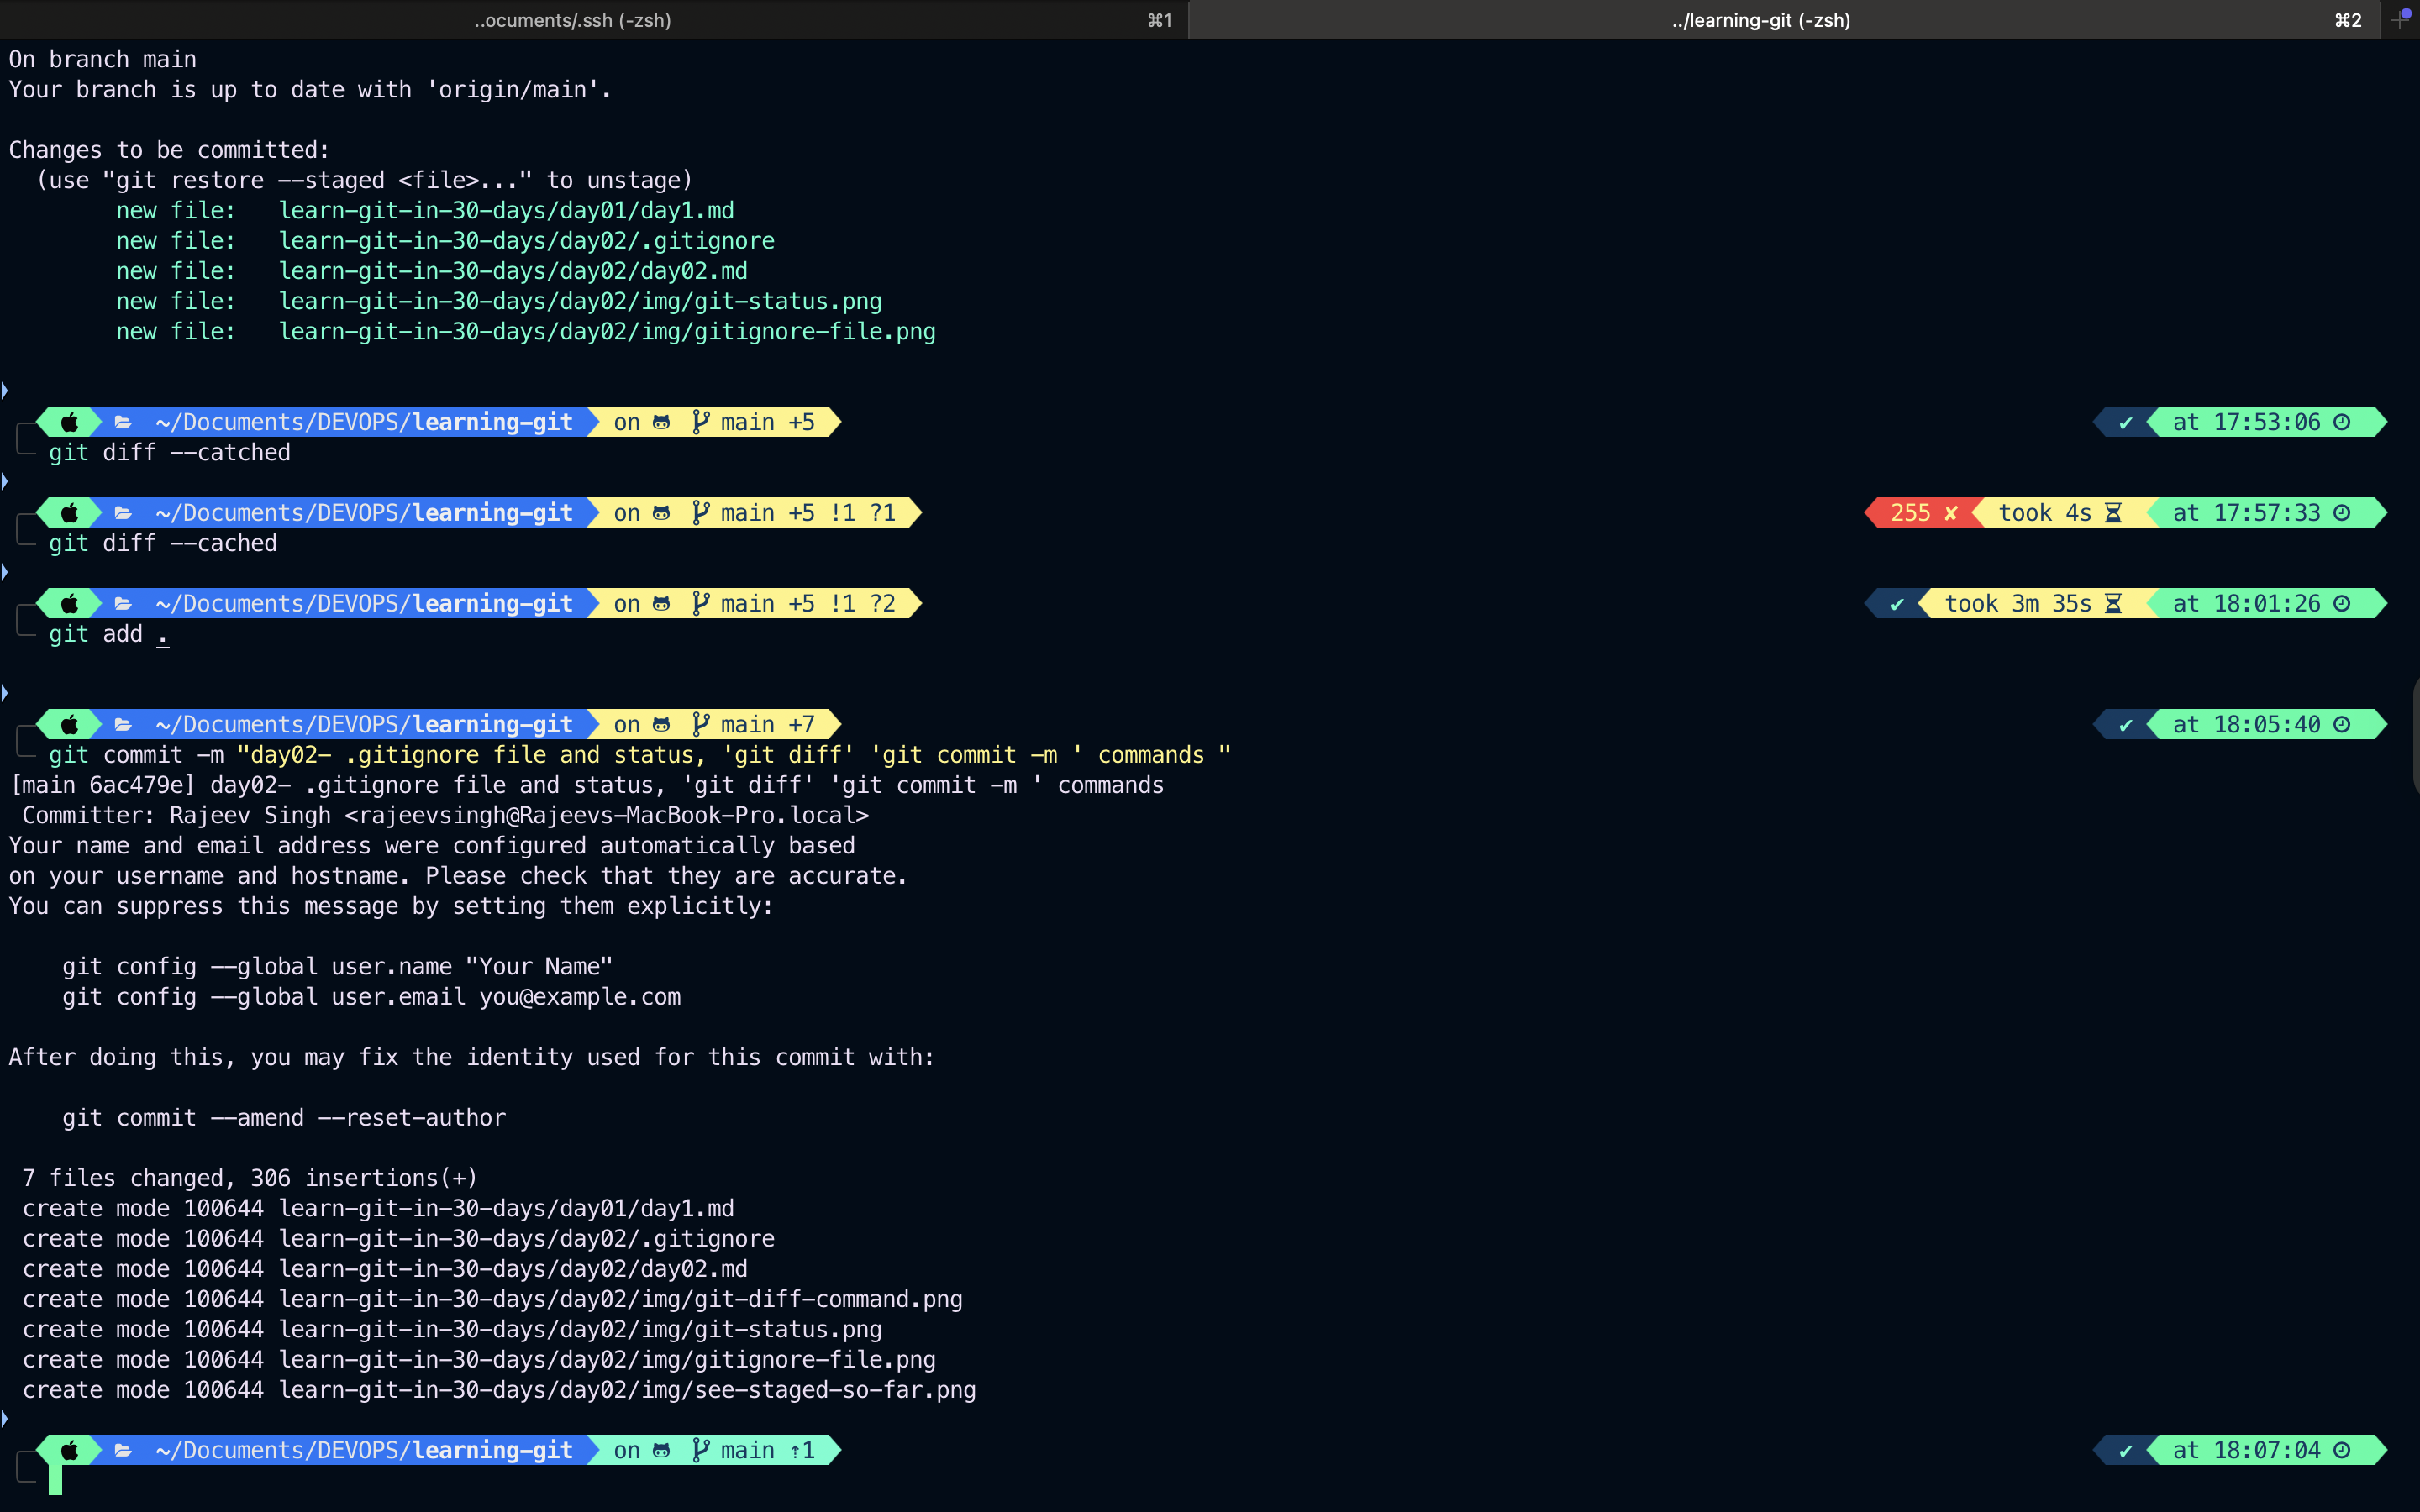 ..ocuments/.ssh (-zsh) ⌘1 ../learning-git (-zsh) ⌘2
On branch main
Your branch is up to date with 'origin/main'.
Changes to be committed:
  (use "git restore --staged <file>..." to unstage)
        new file:   learn-git-in-30-days/day01/day1.md
        new file:   learn-git-in-30-days/day02/.gitignore
        new file:   learn-git-in-30-days/day02/day02.md
        new file:   learn-git-in-30-days/day02/img/git-status.png
        new file:   learn-git-in-30-days/day02/img/gitignore-file.png
~/Documents/DEVOPS/learning-git on main +5 ✔ at 17:53:06
git diff --catched
~/Documents/DEVOPS/learning-git on main +5 !1 ?1 255 ✘ took 4s at 17:57:33
git diff --cached
~/Documents/DEVOPS/learning-git on main +5 !1 ?2 ✔ took 3m 35s at 18:01:26
git add .
~/Documents/DEVOPS/learning-git on main +7 ✔ at 18:05:40
git commit -m "day02- .gitignore file and status, 'git diff' 'git commit -m ' commands "
[main 6ac479e] day02- .gitignore file and status, 'git diff' 'git commit -m ' commands
 Committer: Rajeev Singh <rajeevsingh@Rajeevs-MacBook-Pro.local>
Your name and email address were configured automatically based
on your username and hostname. Please check that they are accurate.
You can suppress this message by setting them explicitly:
    git config --global user.name "Your Name"
    git config --global user.email you@example.com
After doing this, you may fix the identity used for this commit with:
    git commit --amend --reset-author
 7 files changed, 306 insertions(+)
 create mode 100644 learn-git-in-30-days/day01/day1.md
 create mode 100644 learn-git-in-30-days/day02/.gitignore
 create mode 100644 learn-git-in-30-days/day02/day02.md
 create mode 100644 learn-git-in-30-days/day02/img/git-diff-command.png
 create mode 100644 learn-git-in-30-days/day02/img/git-status.png
 create mode 100644 learn-git-in-30-days/day02/img/gitignore-file.png
 create mode 100644 learn-git-in-30-days/day02/img/see-staged-so-far.png
~/Documents/DEVOPS/learning-git on main ⇡1 ✔ at 18:07:04